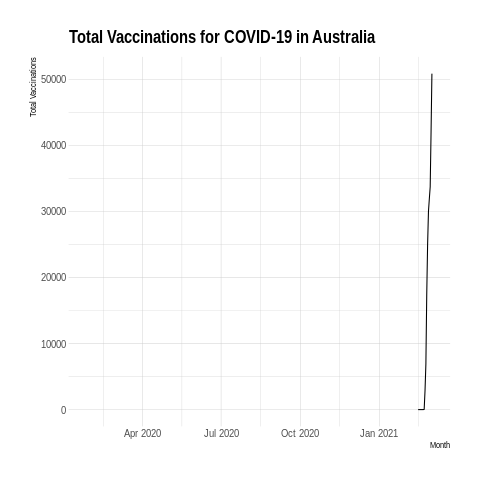 Total Vaccinations for COVID-19 in Australia
Total Vaccinations
50000
40000
30000
20000
10000
0
Apr 2020 Jul 2020 Oct 2020 Jan 2021
Month